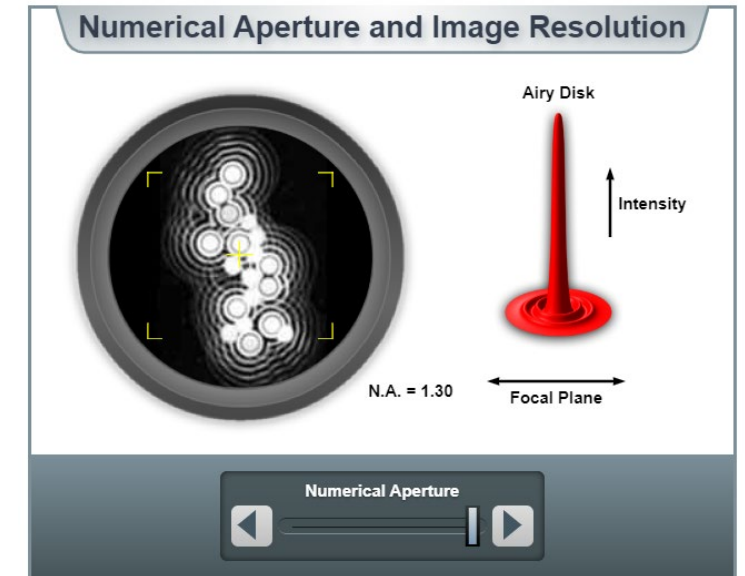 Numerical Aperture and Image Resolution
Airy Disk
Intensity
N.A. = 1.30
Focal Plane
Numerical Aperture